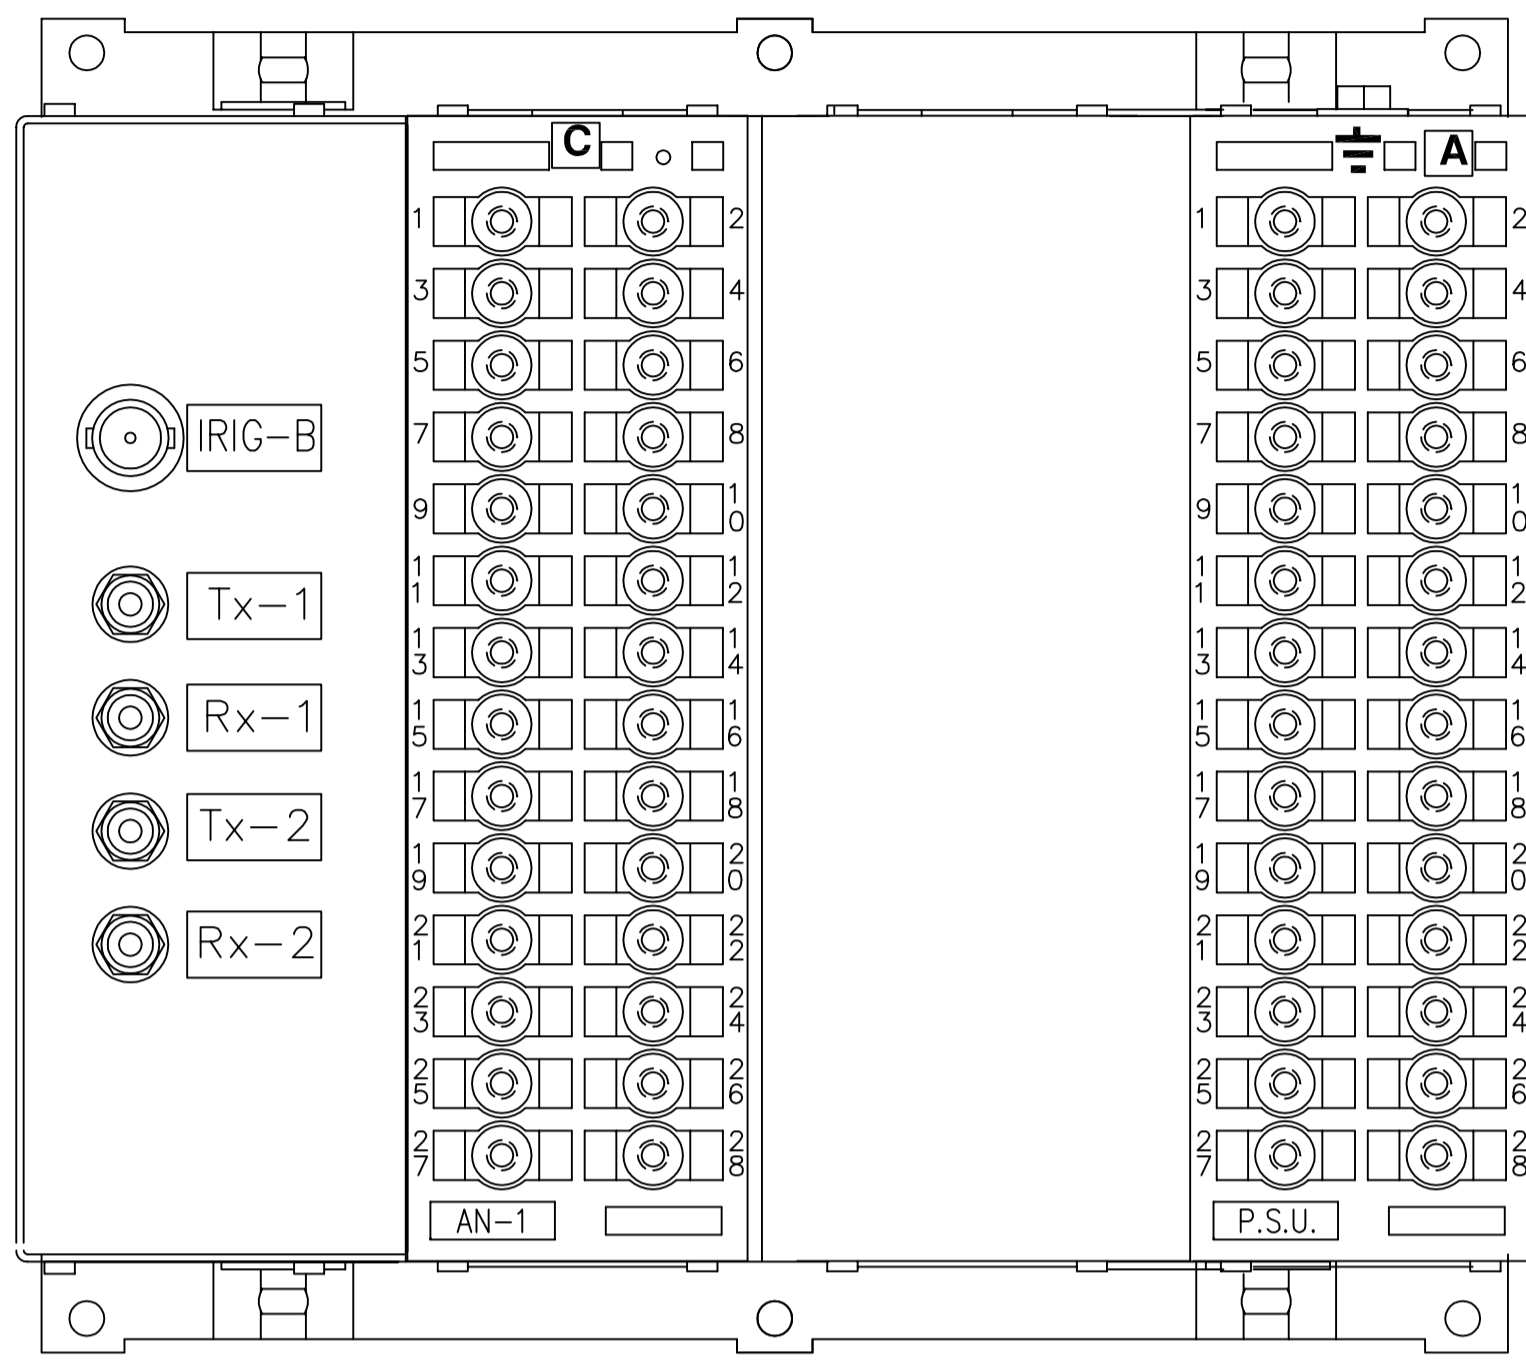 C
A
1 2 1 2
3 4 3 4
5 6 5 6
7 8 7 8
IRIG-B
9 10 9 10
11 12 11 12
Tx-1
13 14 13 14
Rx-1
15 16 15 16
17 18 17 18
Tx-2
19 20 19 20
21 22 21 22
Rx-2
23 24 23 24
25 26 25 26
27 28 27 28
AN-1
P.S.U.